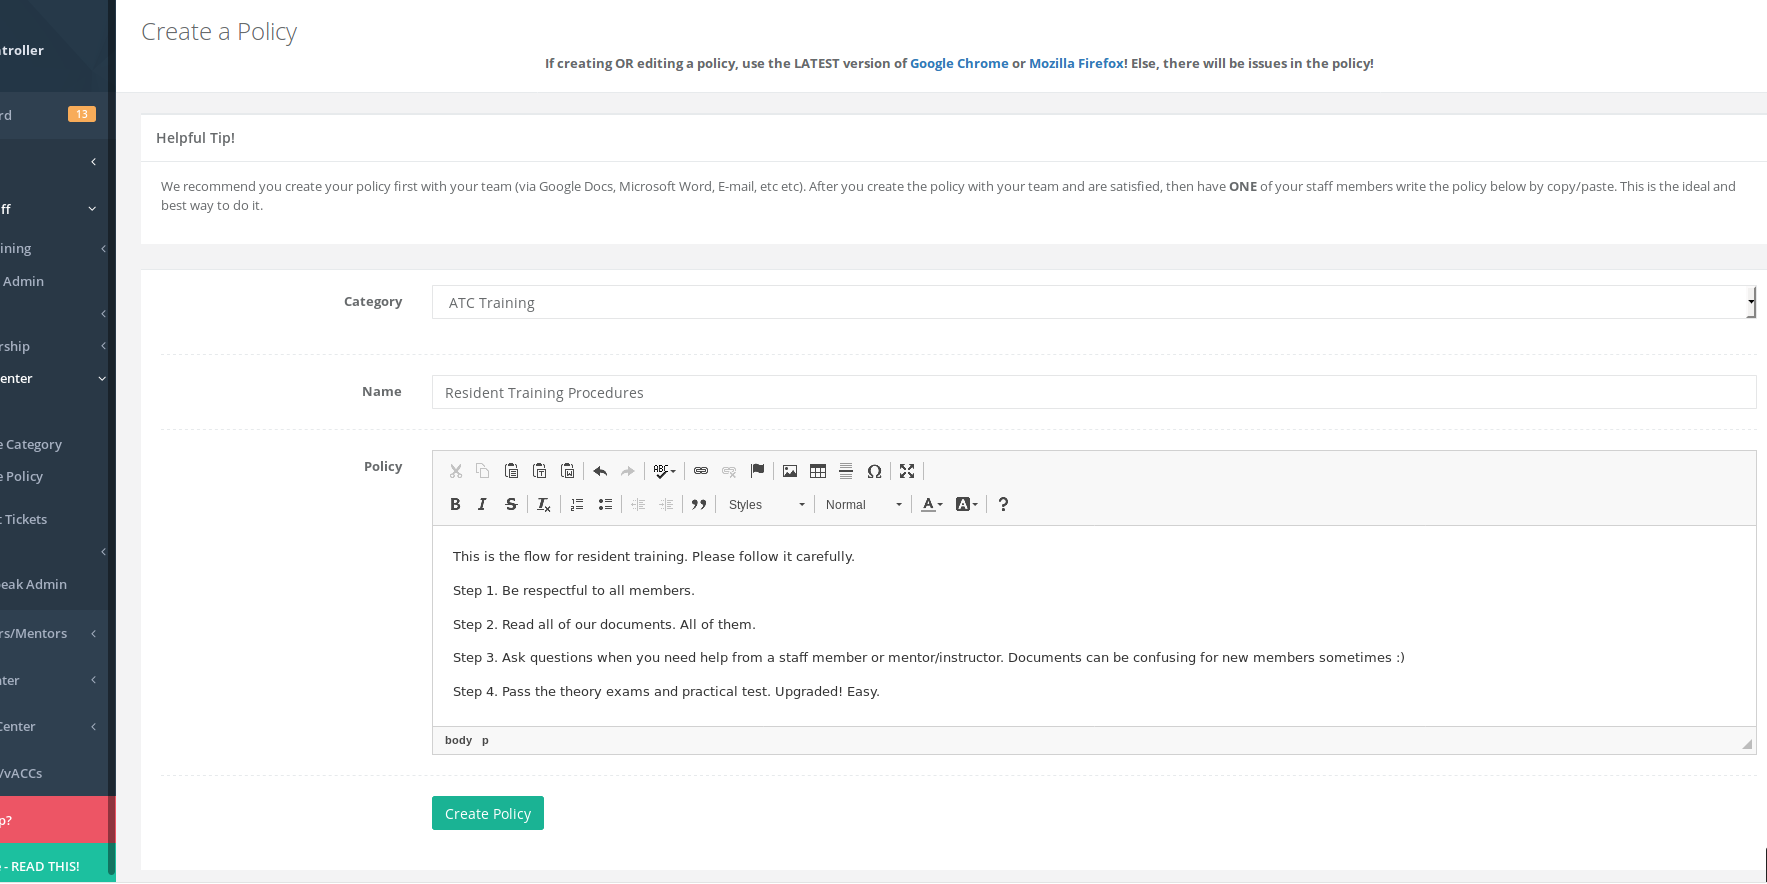 Create a Policy
If creating OR editing a policy, use the LATEST version of Google Chrome or Mozilla Firefox! Else, there will be issues in the policy!
troller
rd
13
ff
ining
Admin
rship
enter
e Category
e Policy
t Tickets
eak Admin
rs/Mentors
ter
Center
/vACCs
p?
e - READ THIS!
Helpful Tip!
We recommend you create your policy first with your team (via Google Docs, Microsoft Word, E-mail, etc etc). After you create the policy with your team and are satisfied, then have ONE of your staff members write the policy below by copy/paste. This is the ideal and
best way to do it.
Category
ATC Training
Name
Resident Training Procedures
Policy
ABC
B I S Styles Normal A A ?
This is the flow for resident training. Please follow it carefully.
Step 1. Be respectful to all members.
Step 2. Read all of our documents. All of them.
Step 3. Ask questions when you need help from a staff member or mentor/instructor. Documents can be confusing for new members sometimes :)
Step 4. Pass the theory exams and practical test. Upgraded! Easy.
body p
Create Policy